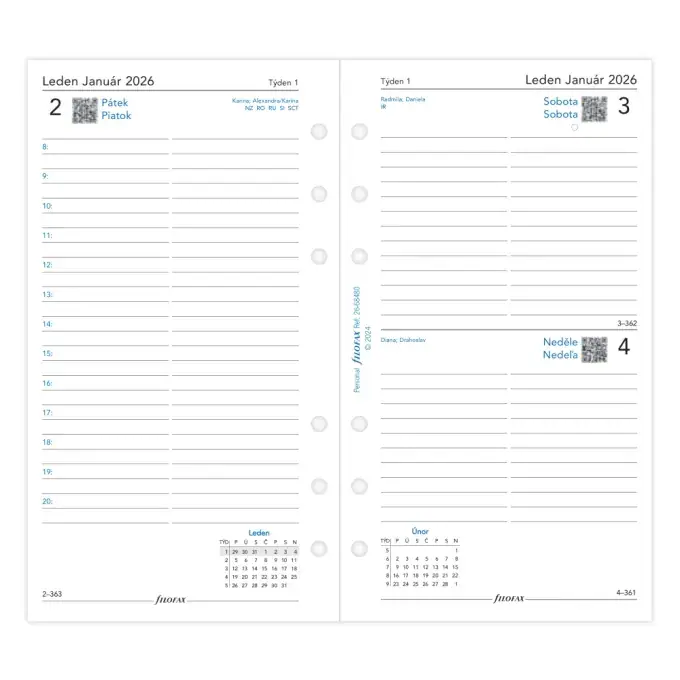 Leden Január 2026
Týden 1
2
Pátek
Piatok
Karina; Alexandra/Karina
NZ RO RU SI SCT
8:
9:
10:
11:
12:
13:
14:
15:
16:
17:
18:
19:
20:
Leden
TÝD P Ú S Č P S N
1 29 30 31 1 2 3 4
2 5 6 7 8 9 10 11
3 12 13 14 15 16 17 18
4 19 20 21 22 23 24 25
5 26 27 28 29 30 31
2–363
filofax
Týden 1
Leden Január 2026
Radmila; Daniela
IR
Sobota
Sobota
3
3–362
Personal filofax Ref. 26-68480
© 2024
Diana; Drahoslav
Neděle
Nedeľa
4
Únor
TÝD P Ú S Č P S N
5 1
6 2 3 4 5 6 7 8
7 9 10 11 12 13 14 15
8 16 17 18 19 20 21 22
9 23 24 25 26 27 28 1
4–361
filofax